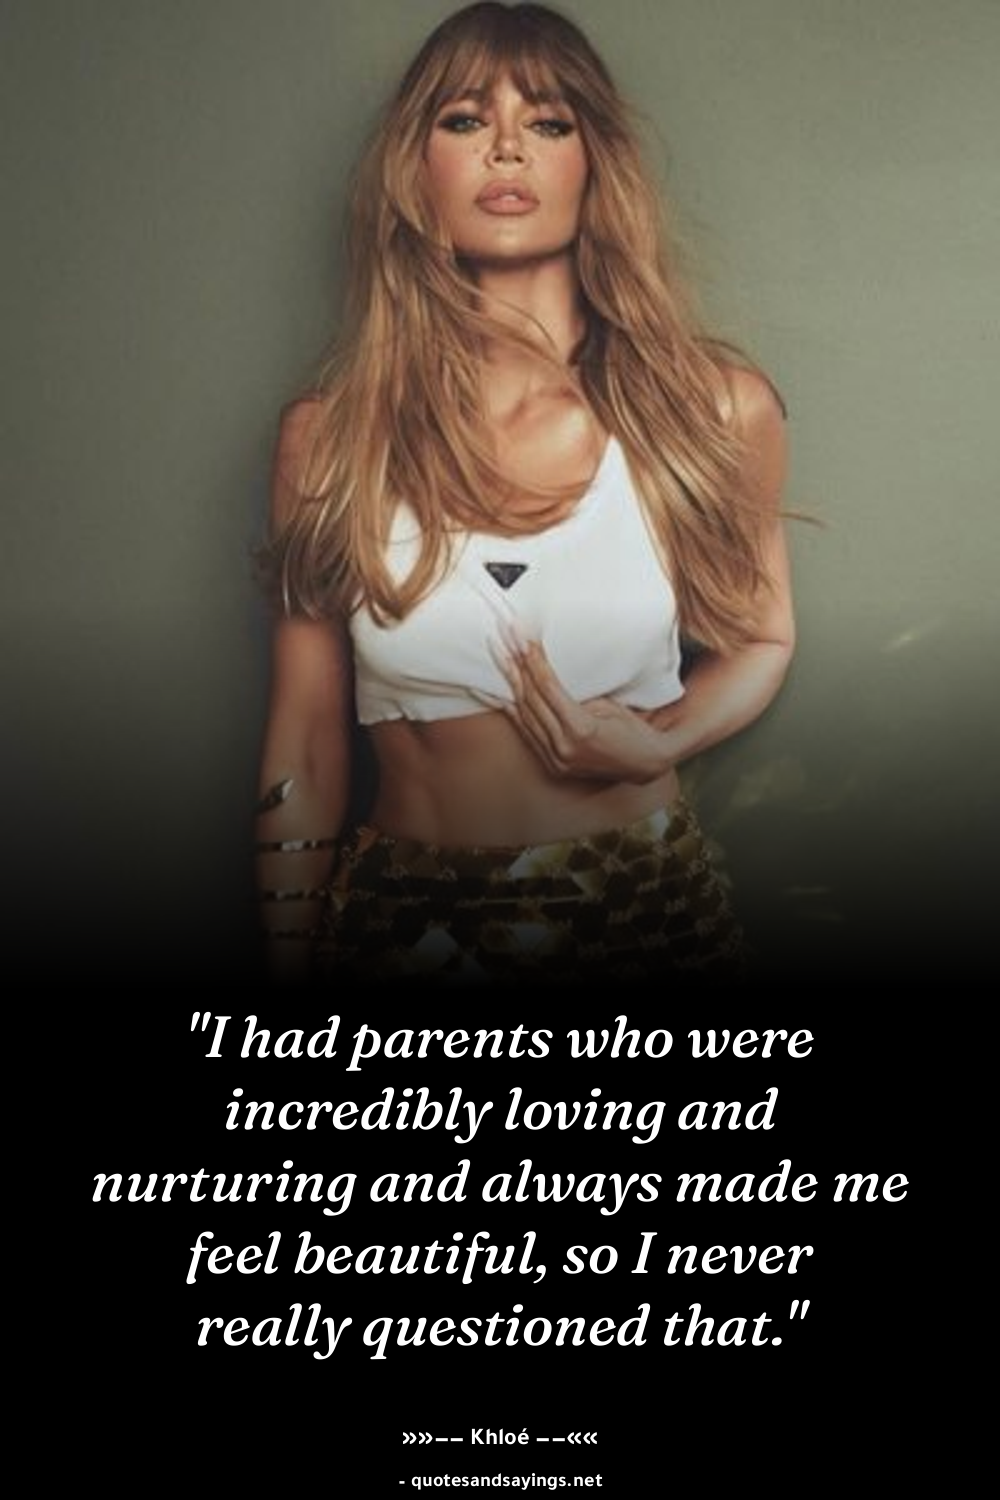 "I had parents who were
incredibly loving and
nurturing and always made me
feel beautiful, so I never
really questioned that."
»»−− Khloé −−««
- quotesandsayings.net